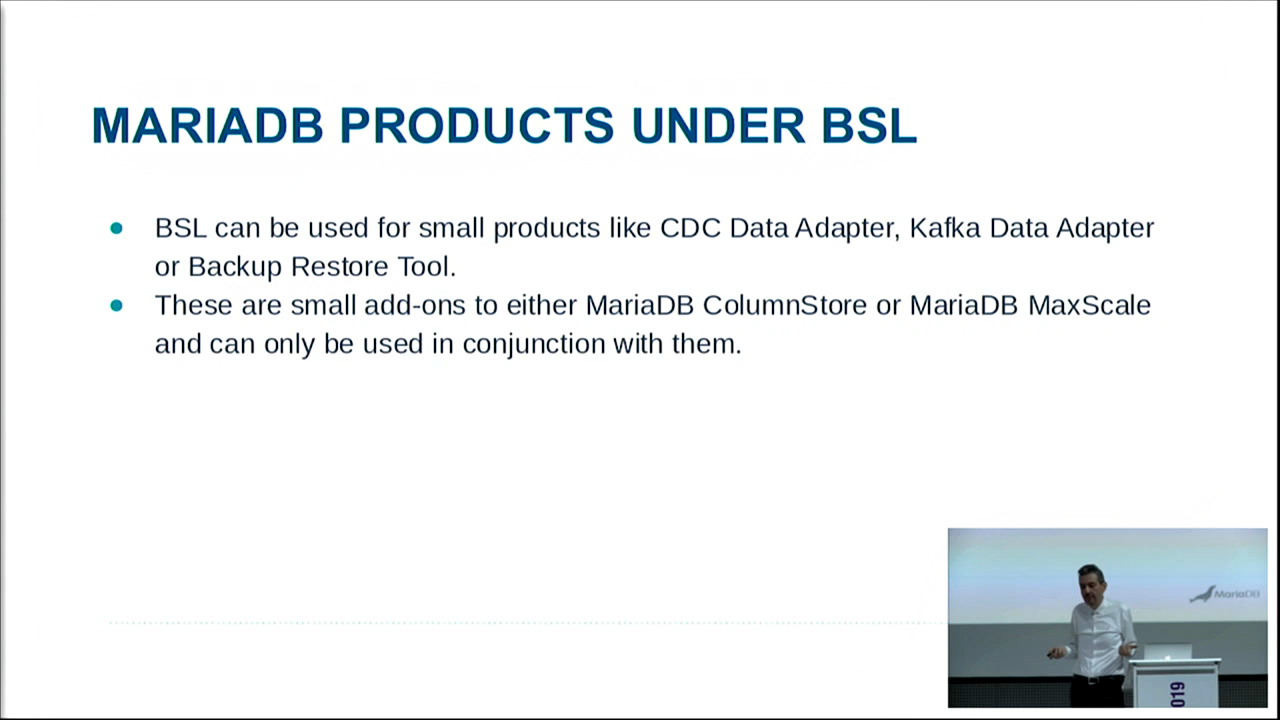 MARIADB PRODUCTS UNDER BSL
BSL can be used for small products like CDC Data Adapter, Kafka Data Adapter
or Backup Restore Tool.
These are small add-ons to either MariaDB ColumnStore or MariaDB MaxScale
and can only be used in conjunction with them.
MariaDB
019